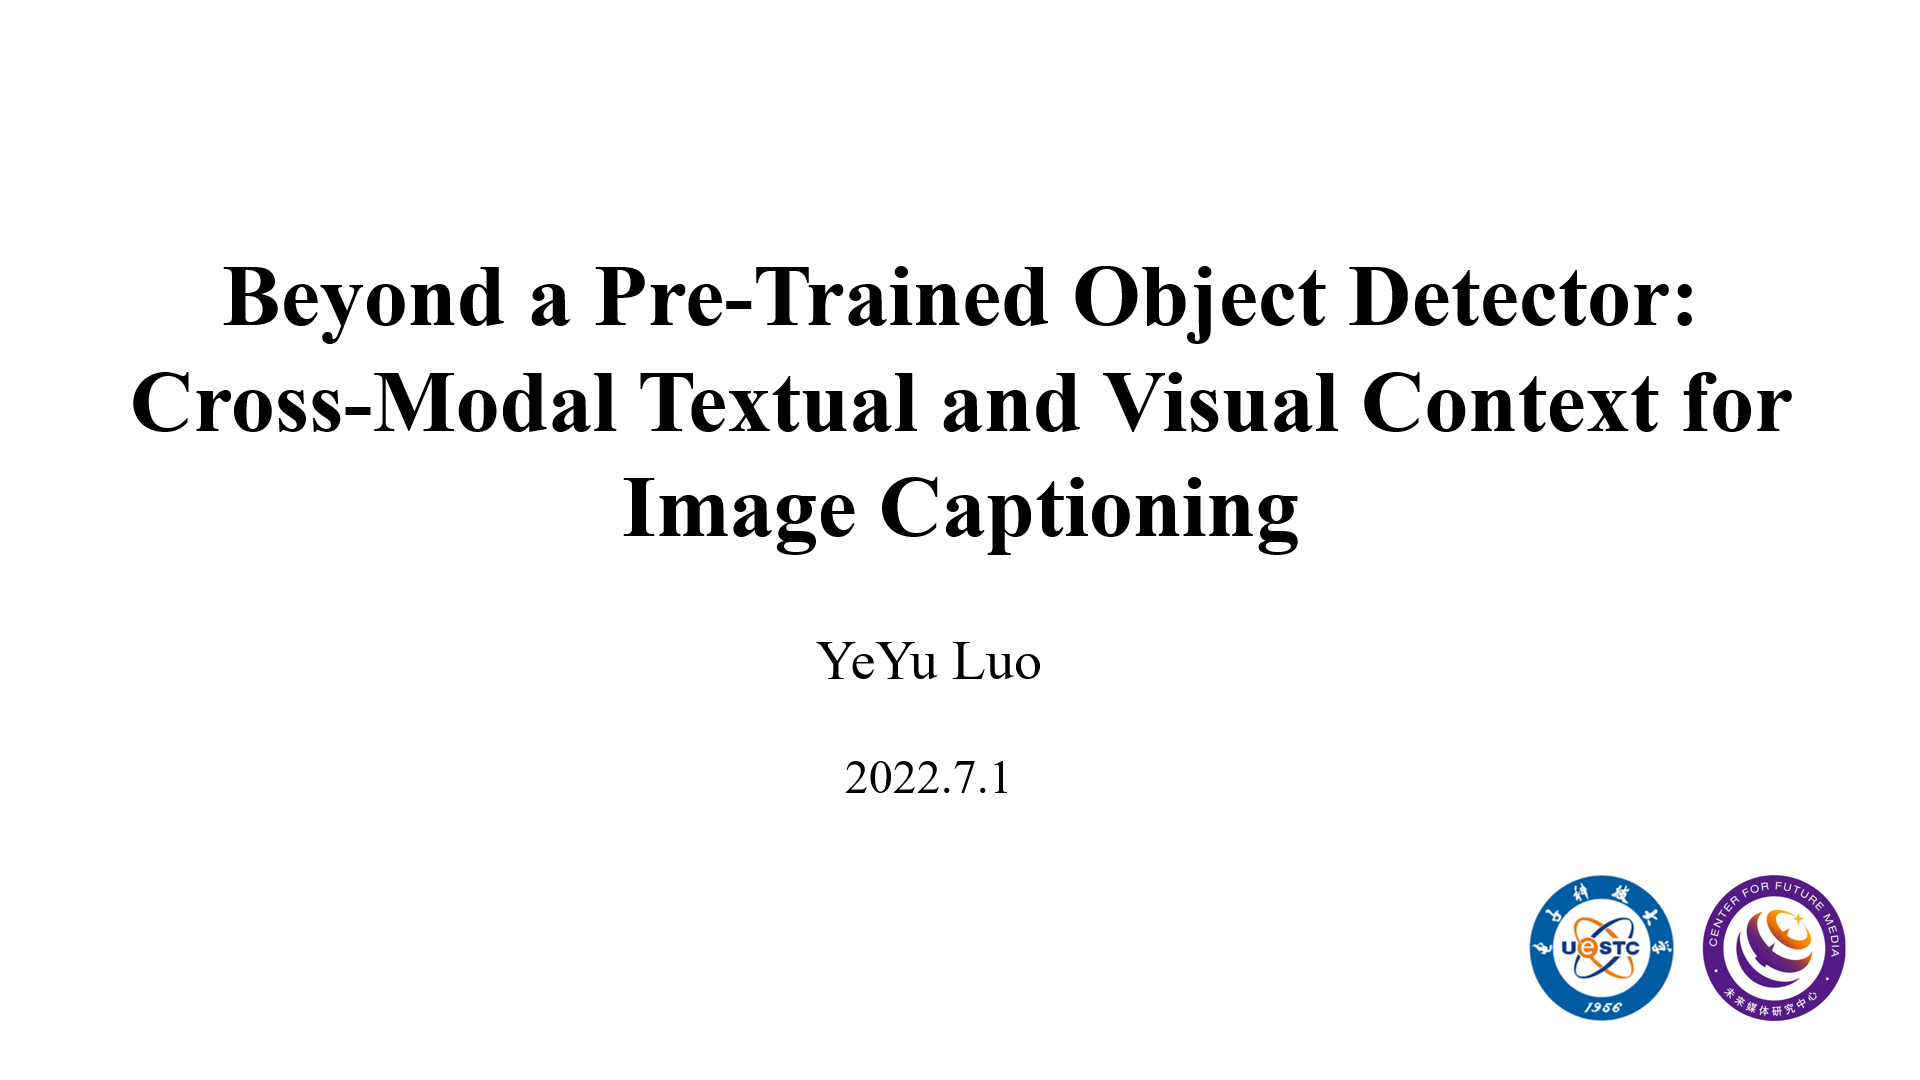 Beyond a Pre-Trained Object Detector:
Cross-Modal Textual and Visual Context for
Image Captioning
YeYu Luo
2022.7.1
电子科技大学
UeSTC
1956
CENTER FOR FUTURE MEDIA
未来媒体研究中心